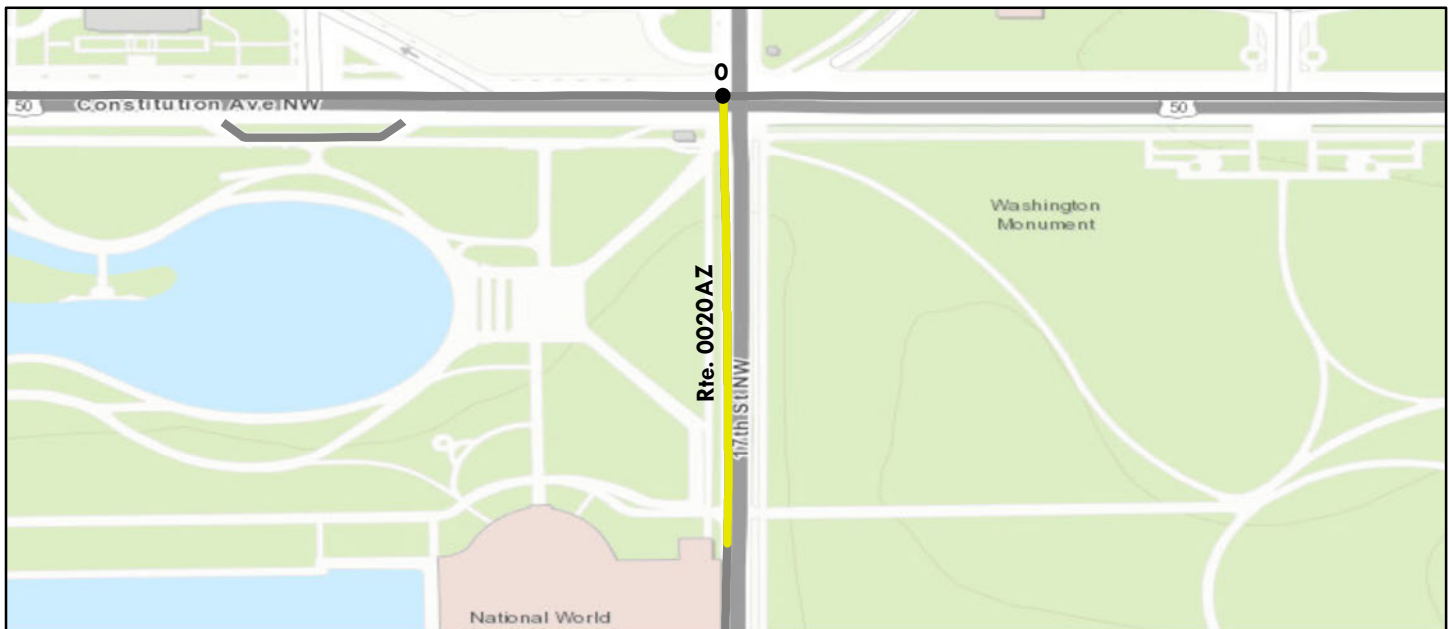 0
50
Constitution Ave NW
50
Washington
Monument
Rte. 0020AZ
17th St NW
National World